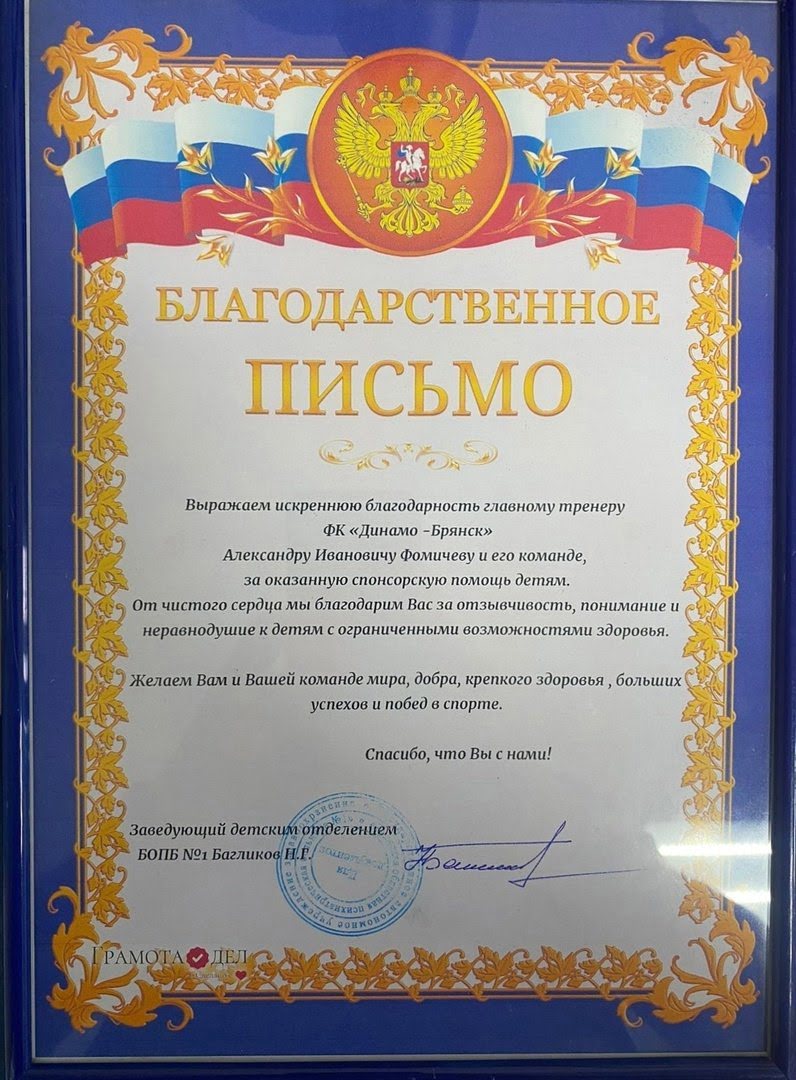 БЛАГОДАРСТВЕННОЕ
ПИСЬМО
Выражаем искреннюю благодарность главному тренеру
ФК «Динамо –Брянск»
Александру Ивановичу Фомичеву и его команде,
за оказанную спонсорскую помощь детям.
От чистого сердца мы благодарим Вас за отзывчивость, понимание и
неравнодушие к детям с ограниченными возможностями здоровья.
Желаем Вам и Вашей команде мира, добра, крепкого здоровья , больших
успехов и побед в спорте.
Спасибо, что Вы с нами!
Заведующий детским отделением
БОПБ №1 Багликов Н.Г.
ГРАМОТА ДЕЛ